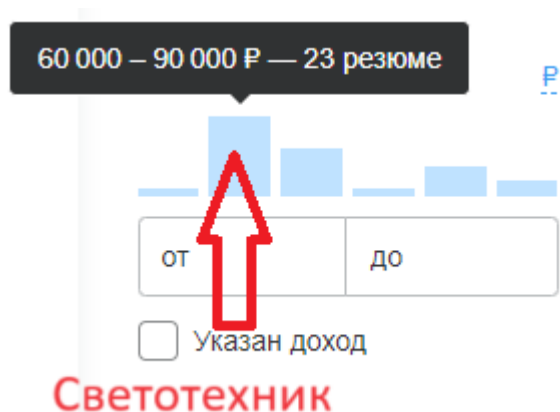 60 000 – 90 000 ₽ — 23 резюме
₽
от до
Указан доход
Светотехник